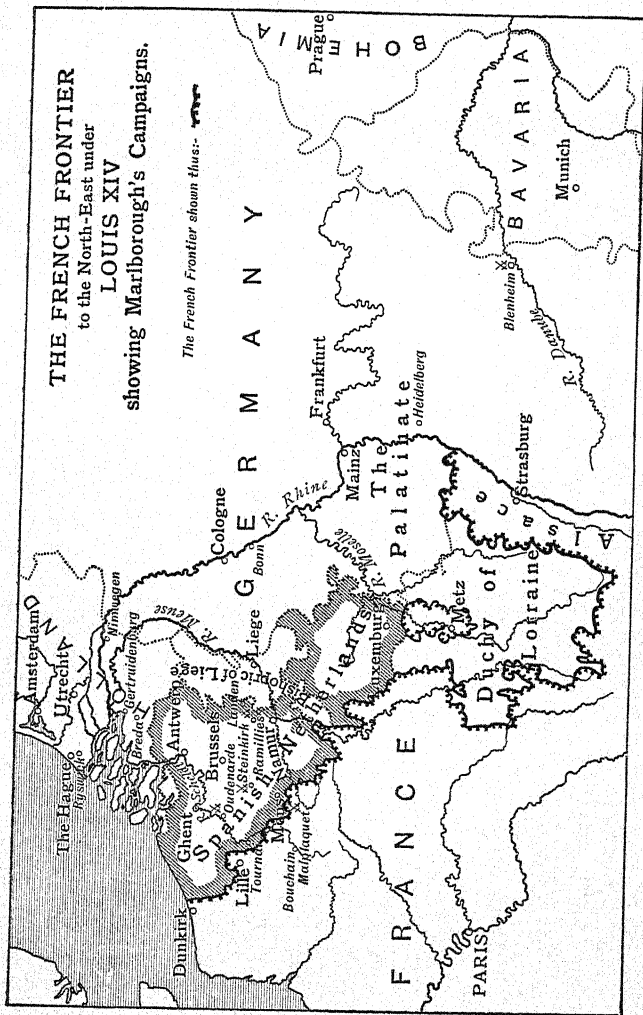 THE FRENCH FRONTIER
to the North-East under
LOUIS XIV
showing Marlborough's Campaigns.
The French Frontier shown thus:-
BOHEMIA
Prague
BAVARIA
Munich
Blenheim
R. Danube
GERMANY
Frankfurt
Mainz
The
Palatinate
Heidelberg
Cologne
Bonn
R. Rhine
R. Moselle
Strasburg
Alsace
Duchy of
Lorraine
Metz
Luxemburg
HOLLAND
Amsterdam
Utrecht
The Hague
Ryswick
Nimwegen
Gertruidenburg
Breda
R. Meuse
Liege
Bishopric of Liege
Antwerp
Brussels
Landen
Ghent
Oudenarde
Steinkirk
Ramillies
Namur
Spanish Netherlands
Lille
Tournai
Bouchain
Malplaquet
Dunkirk
FRANCE
PARIS